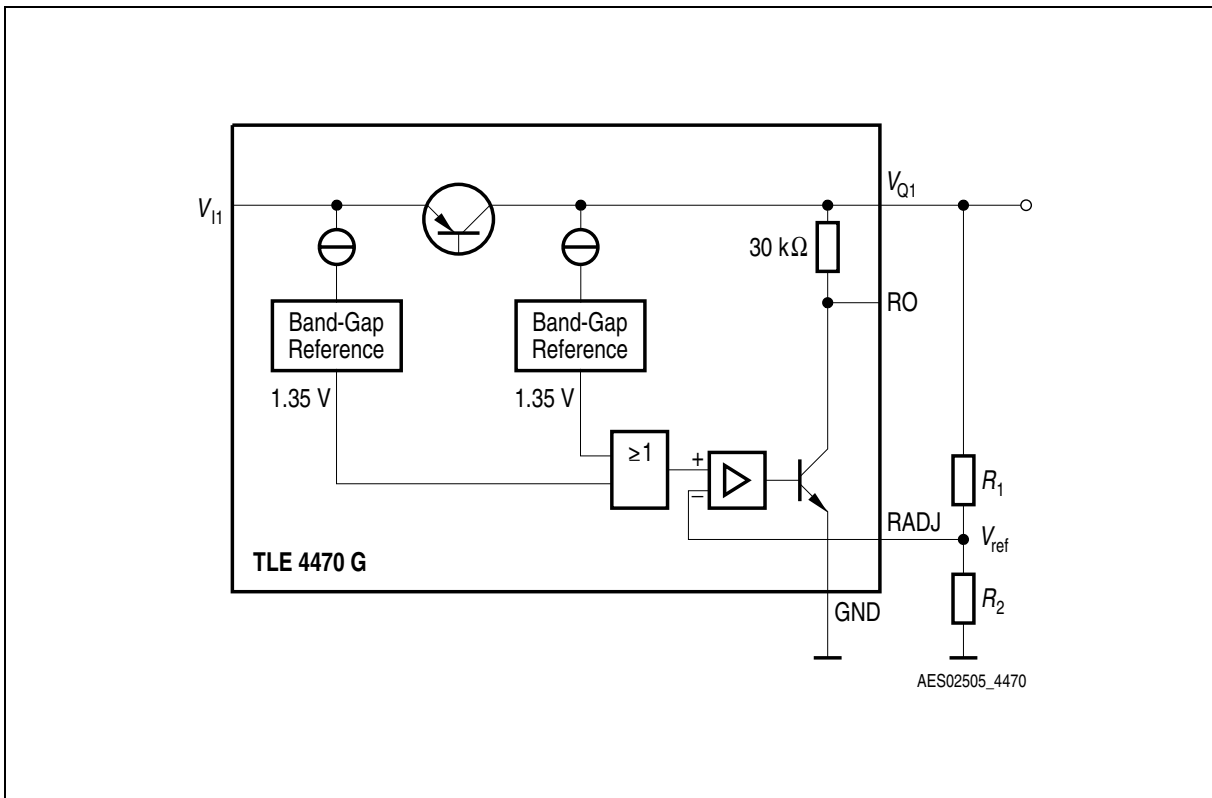 V_Q1
V_I1
30 kΩ
RO
Band-Gap
Reference
Band-Gap
Reference
1.35 V
1.35 V
≥1
+
−
R_1
RADJ
V_ref
TLE 4470 G
R_2
GND
AES02505_4470